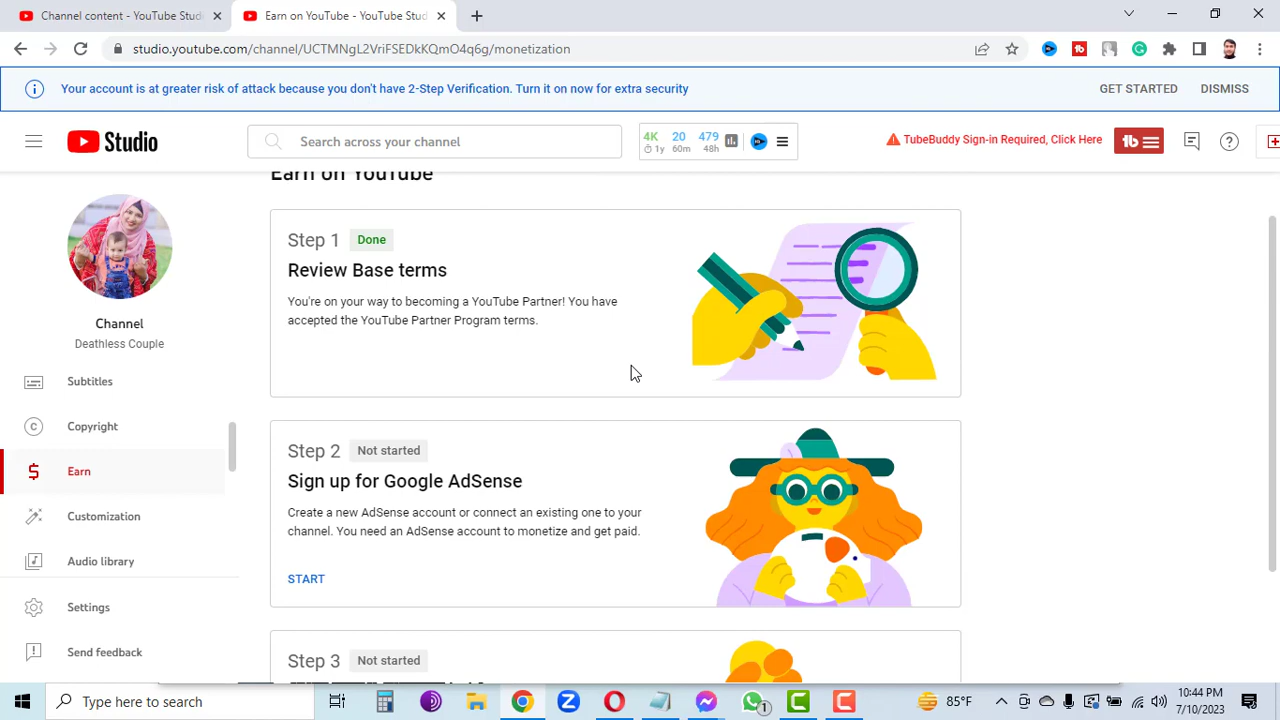 Channel content - YouTube Studio
Earn on YouTube - YouTube Studio
studio.youtube.com/channel/UCTMNgL2VriFSEDkKQmO4q6g/monetization
Your account is at greater risk of attack because you don't have 2-Step Verification. Turn it on now for extra security
GET STARTED
DISMISS
Studio
Search across your channel
4K 20 479
1y 60m 48h
TubeBuddy Sign-in Required, Click Here
Earn on YouTube
Channel
Deathless Couple
Subtitles
Copyright
Earn
Customization
Audio library
Settings
Send feedback
Step 1 Done
Review Base terms
You're on your way to becoming a YouTube Partner! You have
accepted the YouTube Partner Program terms.
Step 2 Not started
Sign up for Google AdSense
Create a new AdSense account or connect an existing one to your
channel. You need an AdSense account to monetize and get paid.
START
Step 3 Not started
Type here to search
1
85°F
10:44 PM
7/10/2023